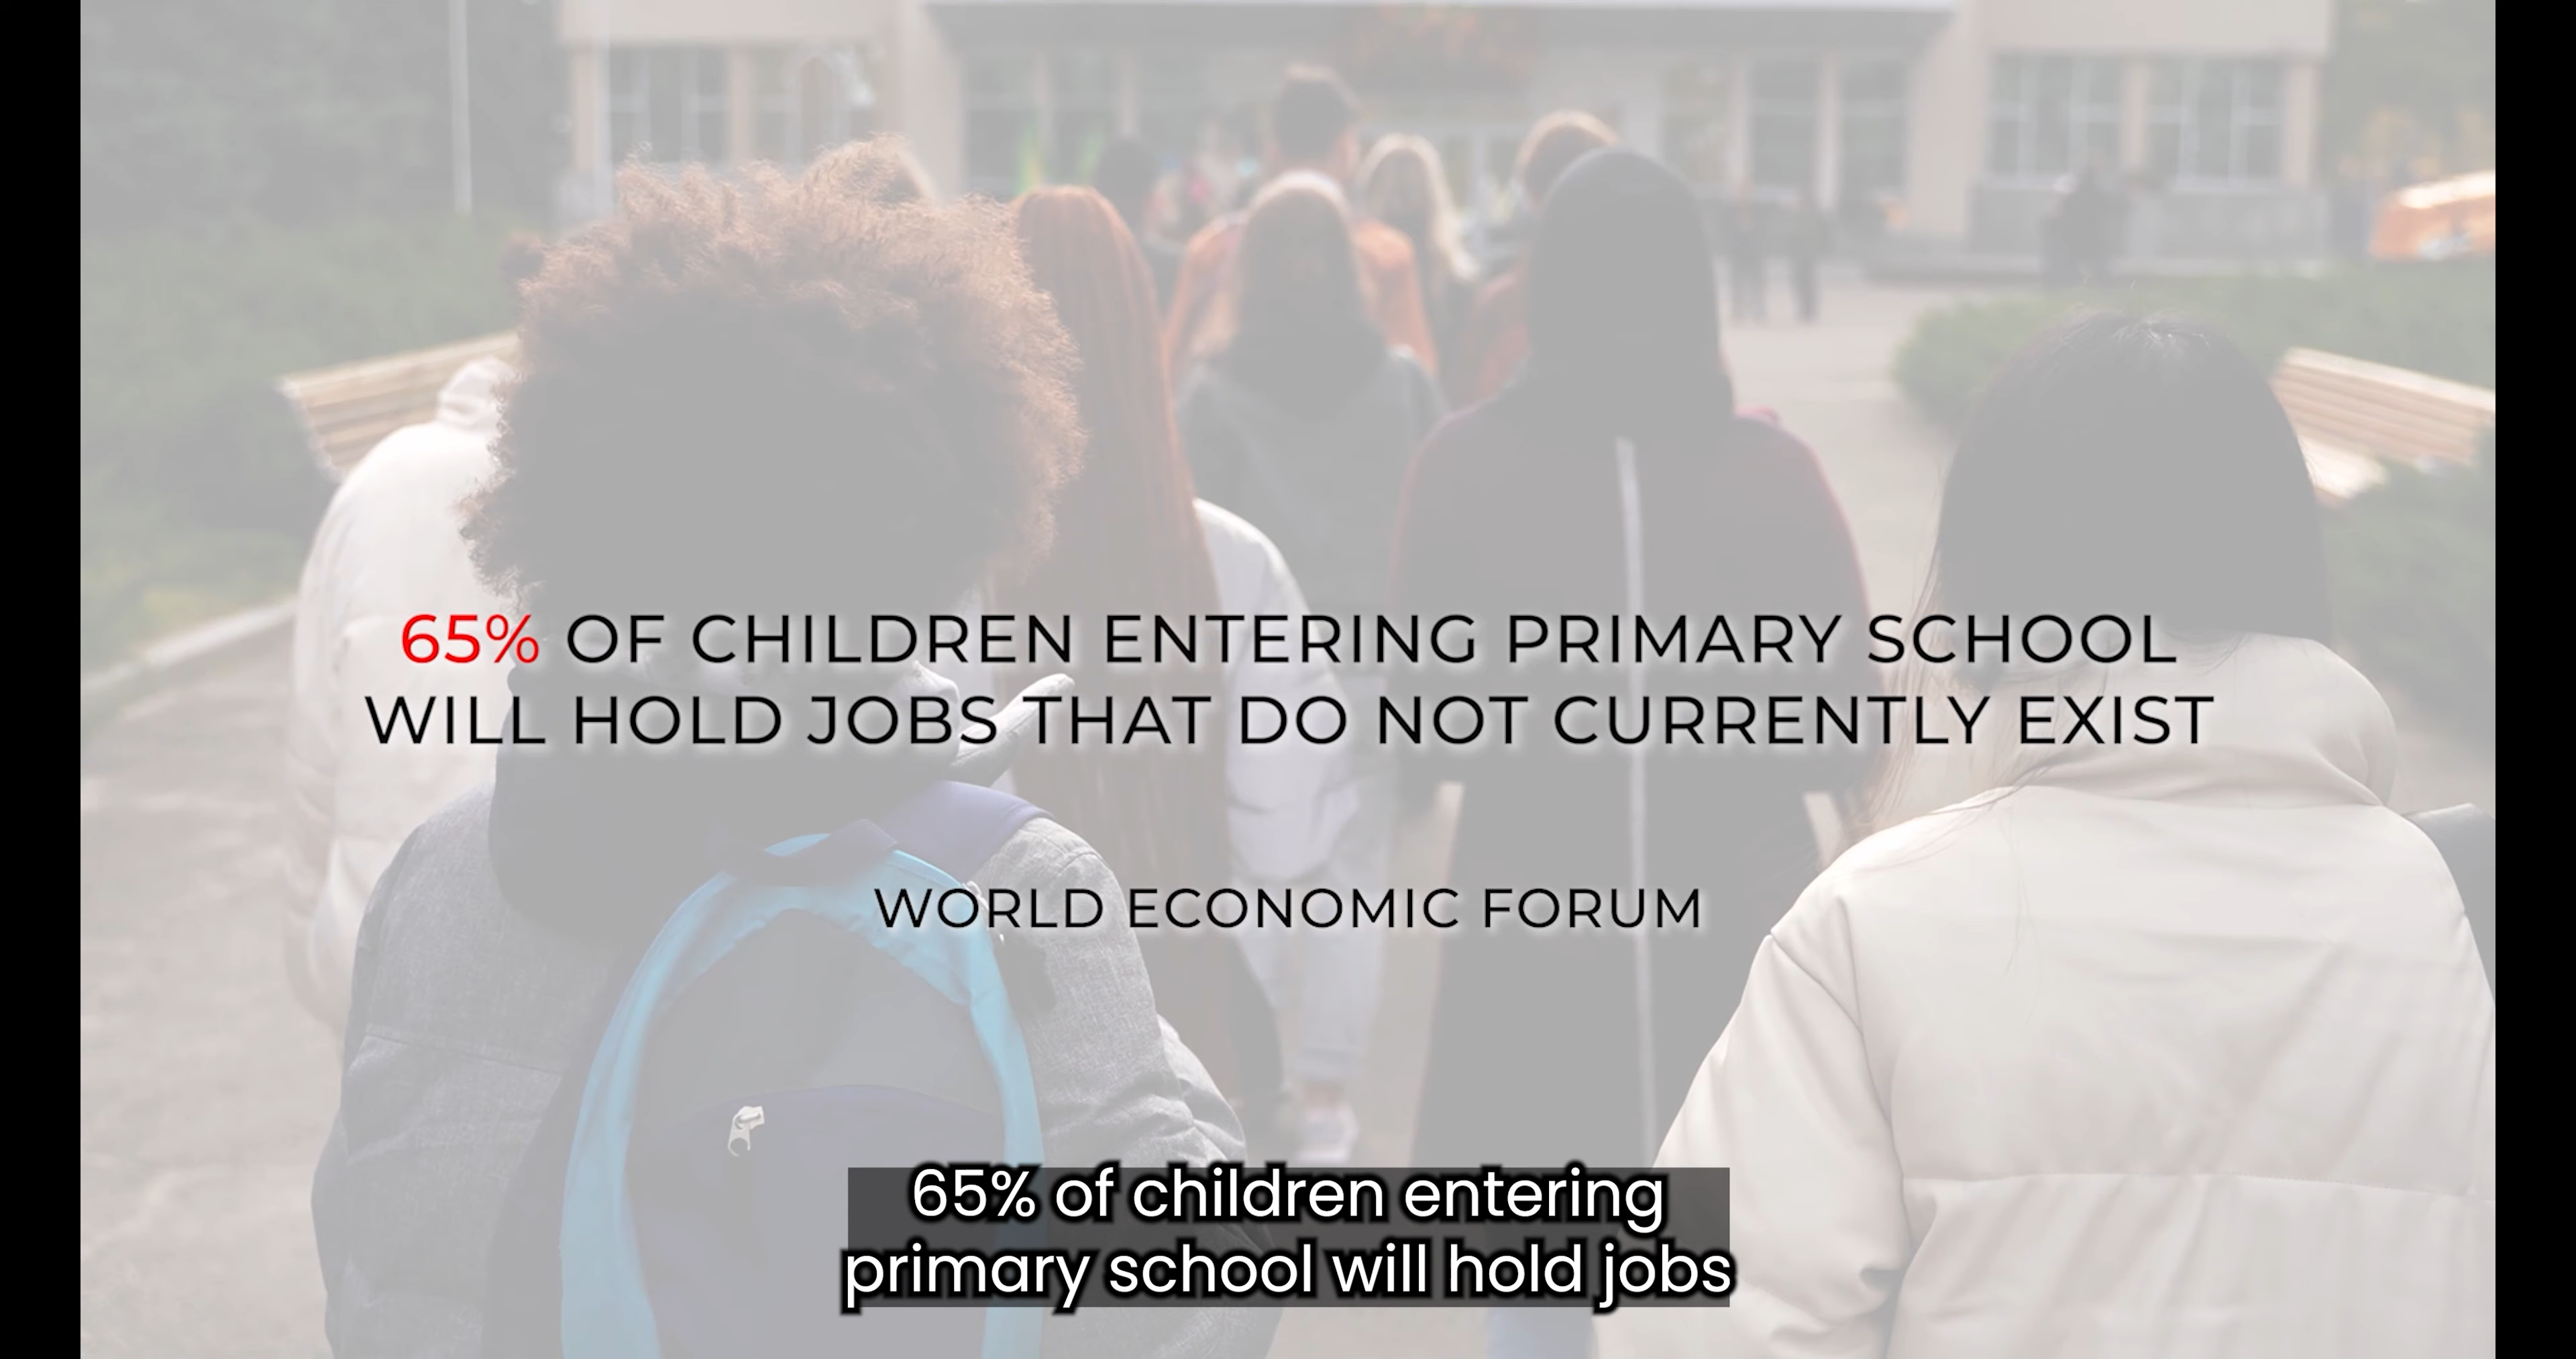 65% OF CHILDREN ENTERING PRIMARY SCHOOL
WILL HOLD JOBS THAT DO NOT CURRENTLY EXIST
WORLD ECONOMIC FORUM
65% of children entering
primary school will hold jobs